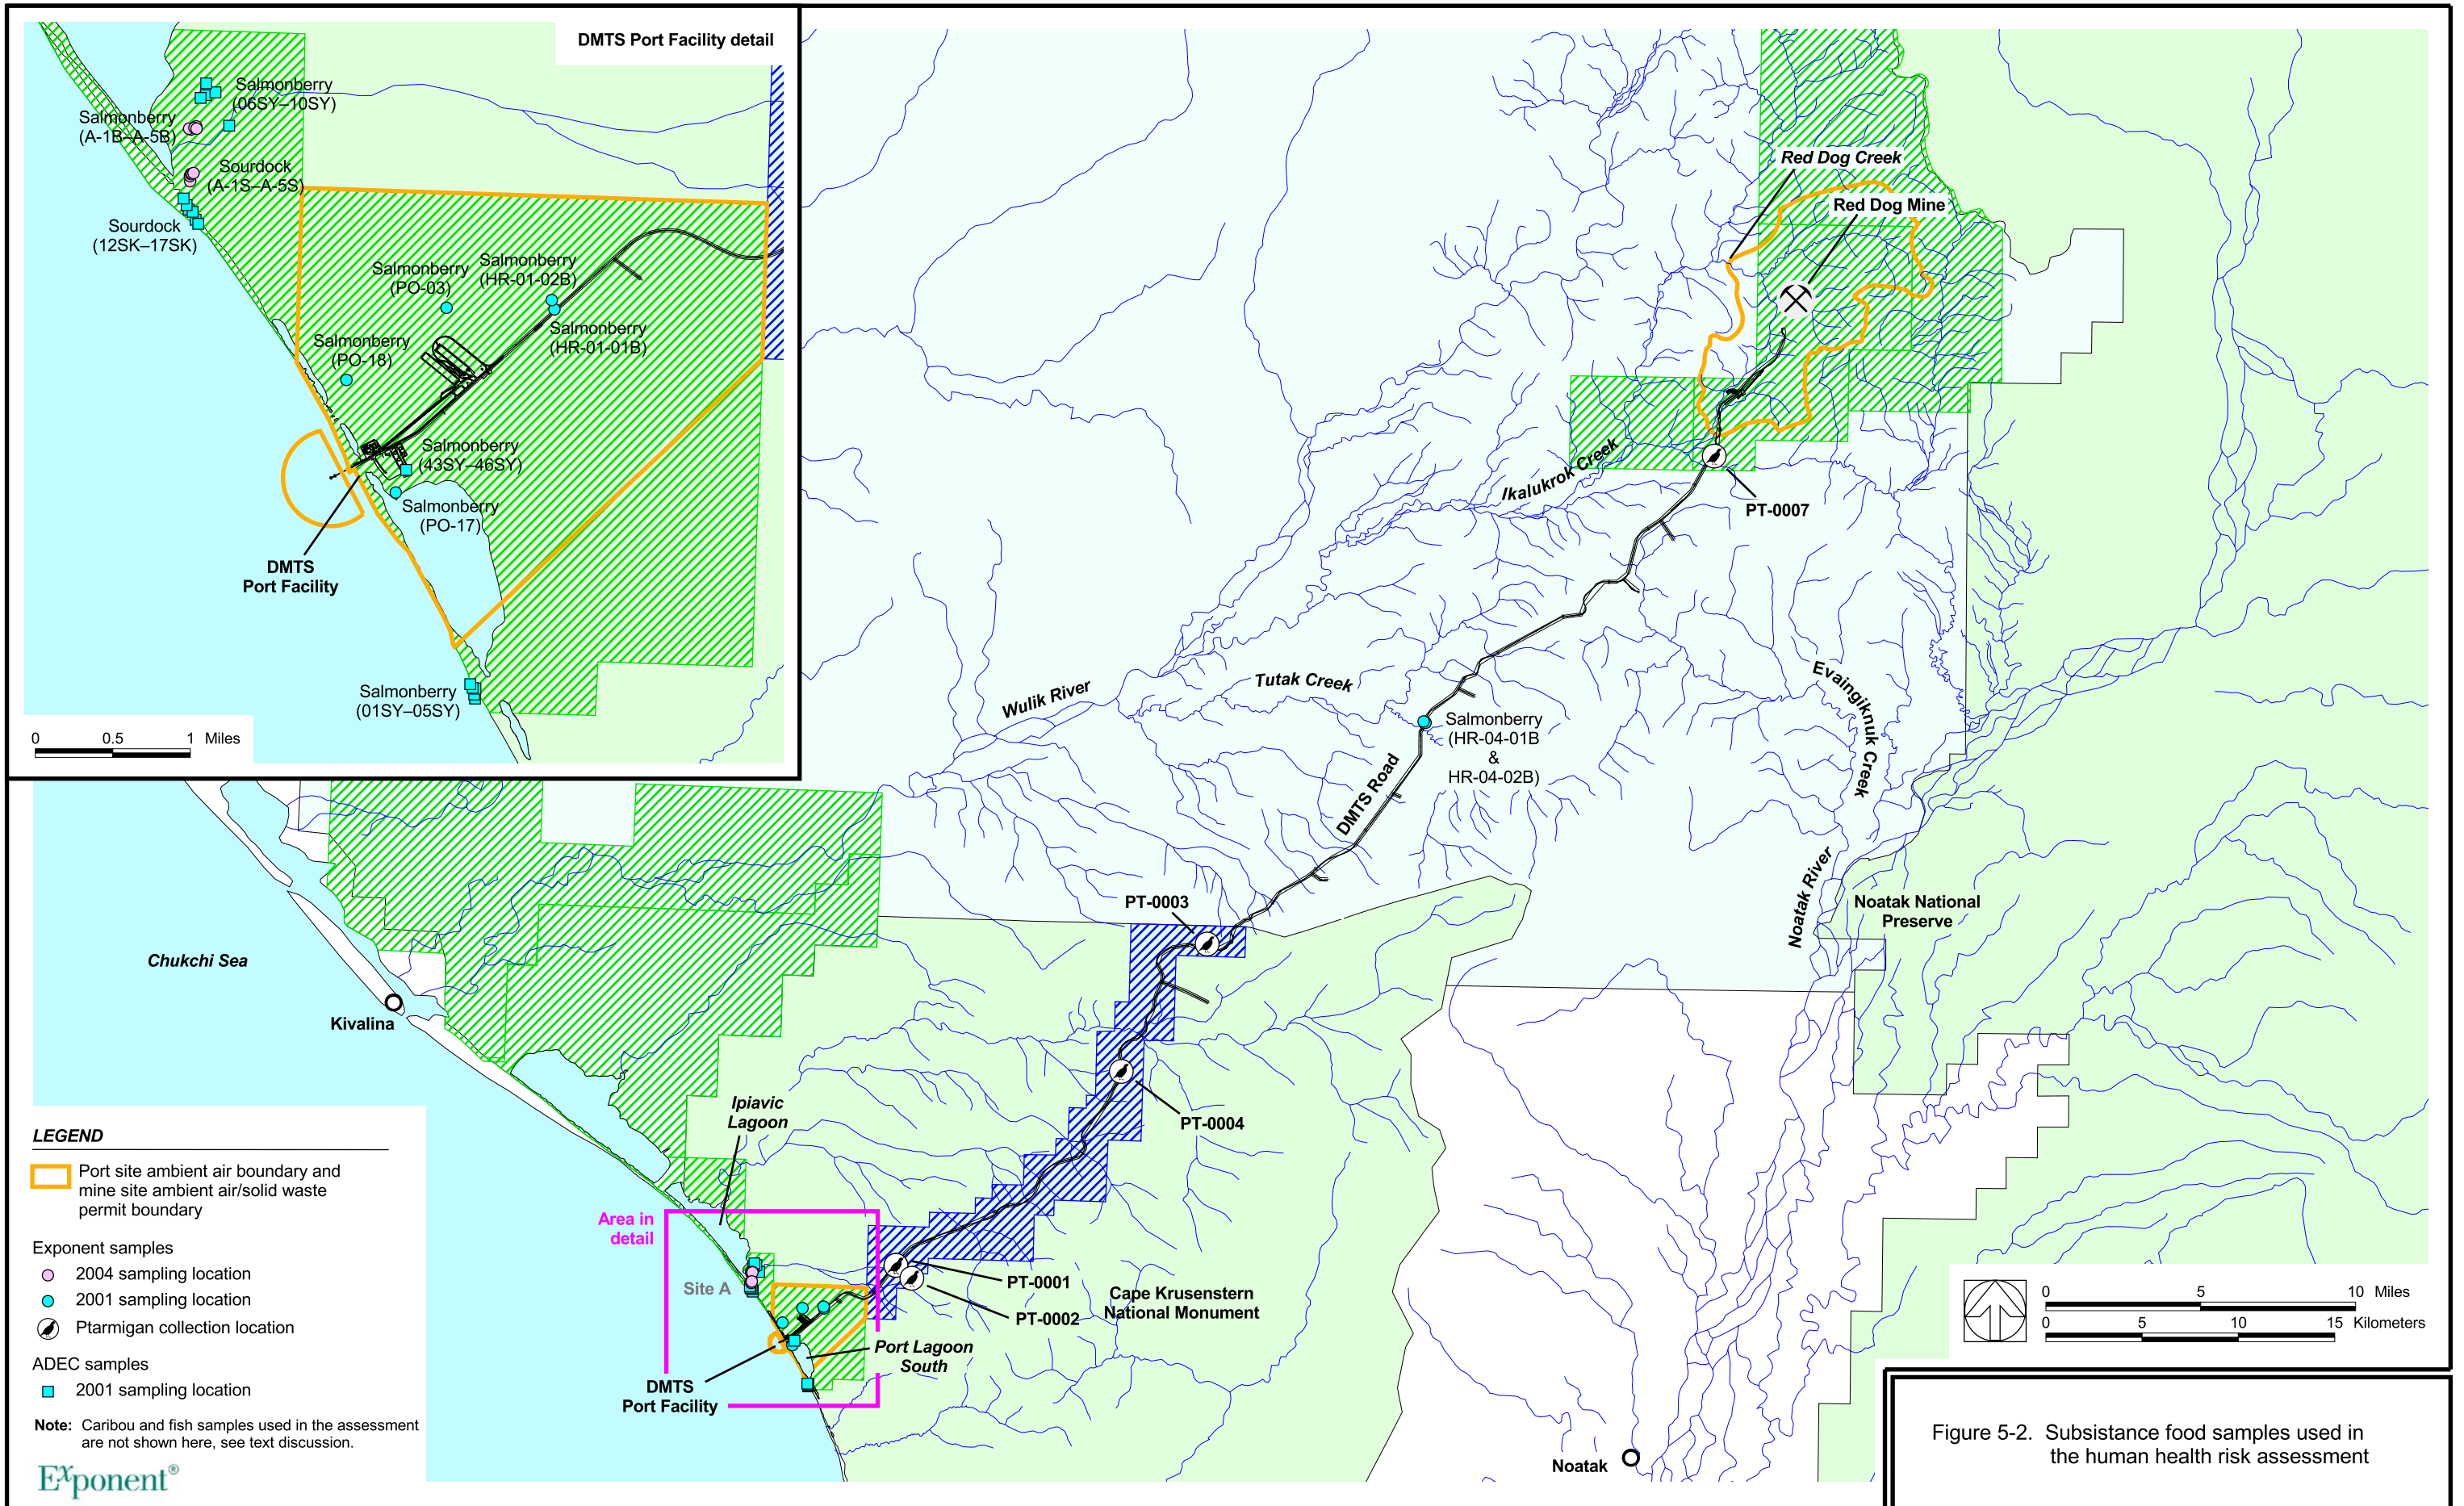 DMTS Port Facility detail
Salmonberry
(06SY–10SY)
Salmonberry
(A-1B–A-5B)
Sourdock
(A-1S–A-5S)
Sourdock
(12SK–17SK)
Salmonberry
(PO-03)
Salmonberry
(HR-01-02B)
Salmonberry
(HR-01-01B)
Salmonberry
(PO-18)
Salmonberry
(43SY–46SY)
Salmonberry
(PO-17)
DMTS
Port Facility
Salmonberry
(01SY–05SY)
0 0.5 1 Miles
Red Dog Creek
Red Dog Mine
Ikalukrok Creek
PT-0007
Wulik River
Tutak Creek
Evaingiknuk Creek
Salmonberry
(HR-04-01B
&
HR-04-02B)
DMTS Road
PT-0003
Noatak River
Noatak National
Preserve
Chukchi Sea
Kivalina
PT-0004
Ipiavic
Lagoon
Area in
detail
Site A
PT-0001
PT-0002
Cape Krusenstern
National Monument
Port Lagoon
South
DMTS
Port Facility
Noatak
LEGEND
Port site ambient air boundary and
mine site ambient air/solid waste
permit boundary
Exponent samples
2004 sampling location
2001 sampling location
Ptarmigan collection location
ADEC samples
2001 sampling location
Note: Caribou and fish samples used in the assessment
are not shown here, see text discussion.
Exponent®
0 5 10 Miles
0 5 10 15 Kilometers
Figure 5-2. Subsistance food samples used in
the human health risk assessment